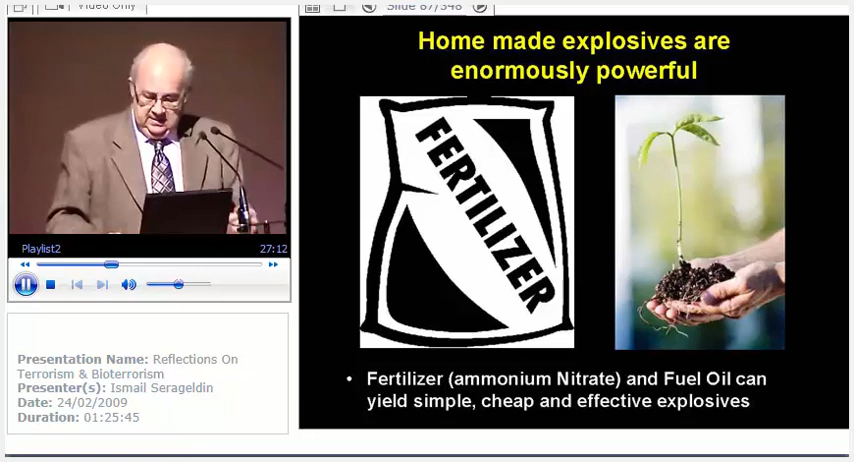 Video Only
Slide 87/348
Home made explosives are
enormously powerful
FERTILIZER
Playlist2
27:12
Presentation Name: Reflections On
Terrorism & Bioterrorism
Presenter(s): Ismail Serageldin
Date: 24/02/2009
Duration: 01:25:45
• Fertilizer (ammonium Nitrate) and Fuel Oil can
yield simple, cheap and effective explosives